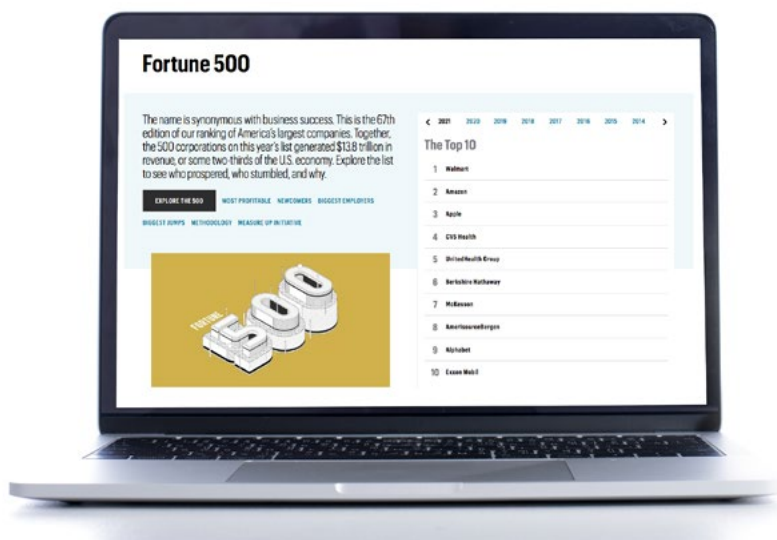 Fortune 500
The name is synonymous with business success. This is the 67th
edition of our ranking of America's largest companies. Together,
the 500 corporations on this year's list generated $13.8 trillion in
revenue, or some two-thirds of the U.S. economy. Explore the list
to see who prospered, who stumbled, and why.
EXPLORE THE 500 MOST PROFITABLE NEWCOMERS BIGGEST EMPLOYERS
BIGGEST JUMPS METHODOLOGY MEASURE UP INITIATIVE
FORTUNE
500
< 2021 2020 2019 2018 2017 2016 2015 2014 >
The Top 10
1 Walmart
2 Amazon
3 Apple
4 CVS Health
5 UnitedHealth Group
6 Berkshire Hathaway
7 McKesson
8 AmerisourceBergen
9 Alphabet
10 Exxon Mobil